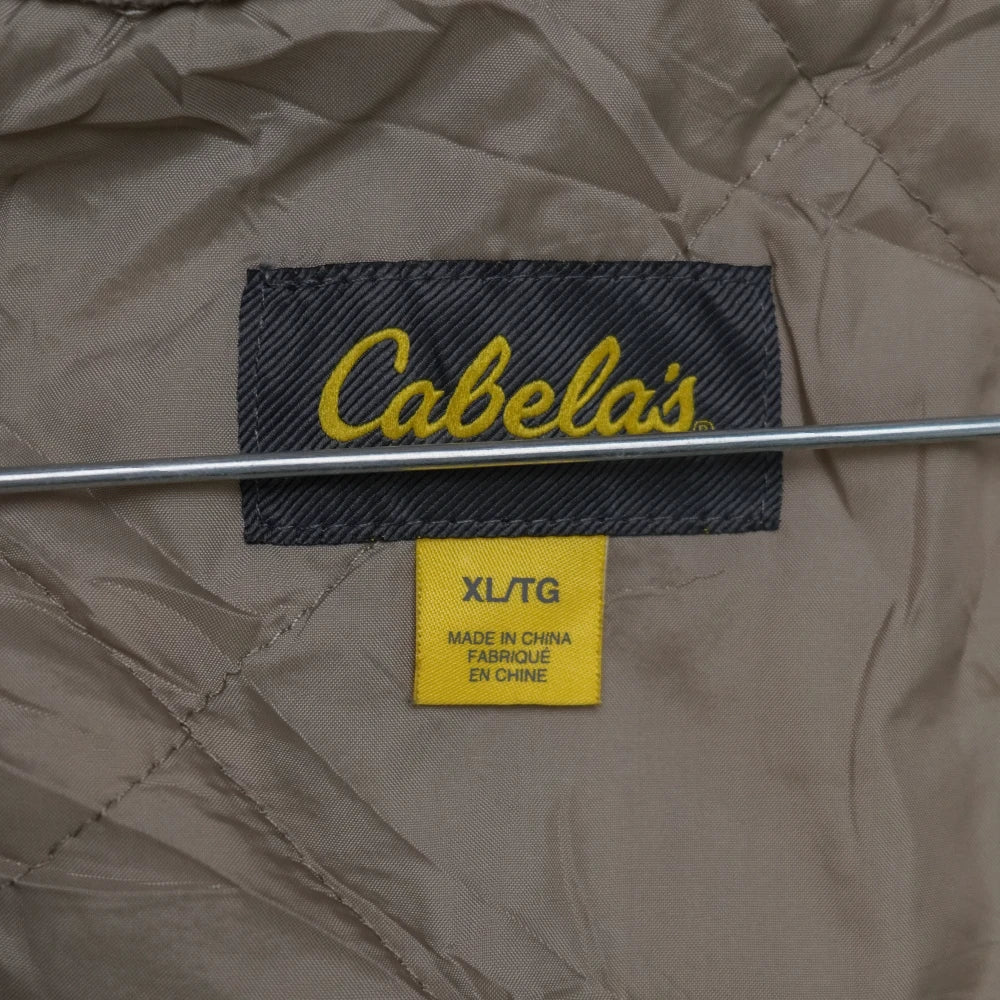 Cabela's®
XL/TG
MADE IN CHINA
FABRIQUÉ
EN CHINE